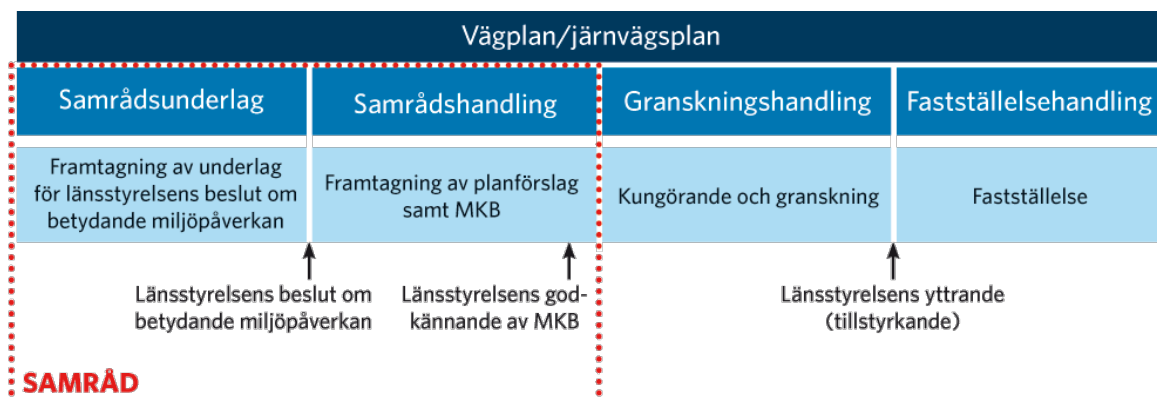 Vägplan/järnvägsplan
Samrådsunderlag
Samrådshandling
Granskningshandling
Fastställelsehandling
Framtagning av underlag
för länsstyrelsens beslut om
betydande miljöpåverkan
Framtagning av planförslag
samt MKB
Kungörande och granskning
Fastställelse
Länsstyrelsens beslut om
betydande miljöpåverkan
Länsstyrelsens god-
kännande av MKB
Länsstyrelsens yttrande
(tillstyrkande)
SAMRÅD